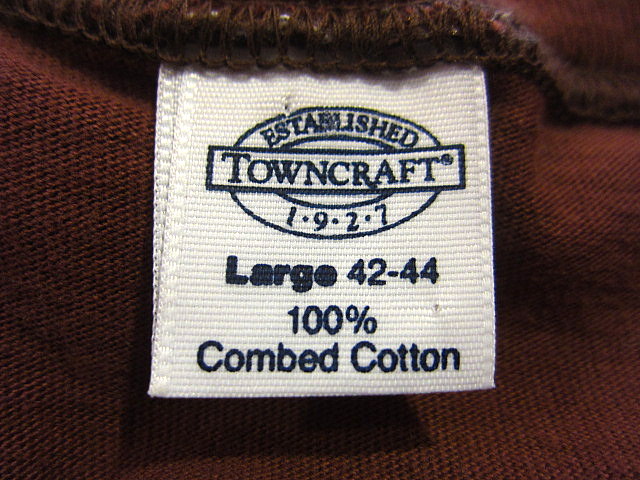 ESTABLISHED
TOWNCRAFT®
1·9·2·7
Large 42-44
100%
Combed Cotton